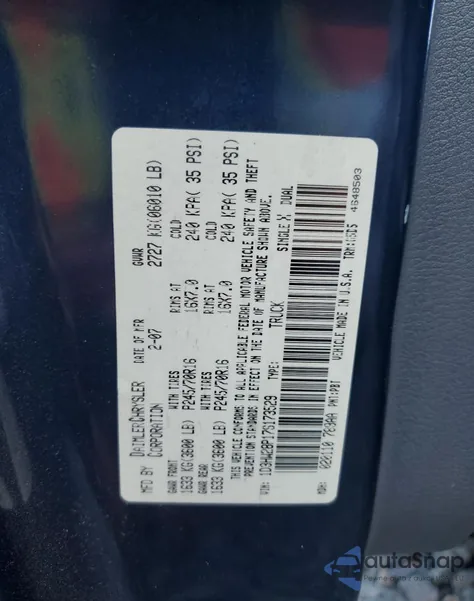 MFD BY DAIMLERCHRYSLER CORPORATION DATE OF MFR 2-07 GVWR 2727 KG(06010 LB)
GAWR FRONT WITH TIRES RIMS AT COLD
1633 KG(3600 LB) P245/70R16 16X7.0 240 KPA( 35 PSI)
GAWR REAR WITH TIRES RIMS AT COLD
1633 KG(3600 LB) P245/70R16 16X7.0 240 KPA( 35 PSI)
THIS VEHICLE CONFORMS TO ALL APPLICABLE FEDERAL MOTOR VEHICLE SAFETY AND THEFT
PREVENTION STANDARDS IN EFFECT ON THE DATE OF MANUFACTURE SHOWN ABOVE.
TYPE: TRUCK SINGLE X DUAL
VEHICLE MADE IN U.S.A. 4648503
autoSnap